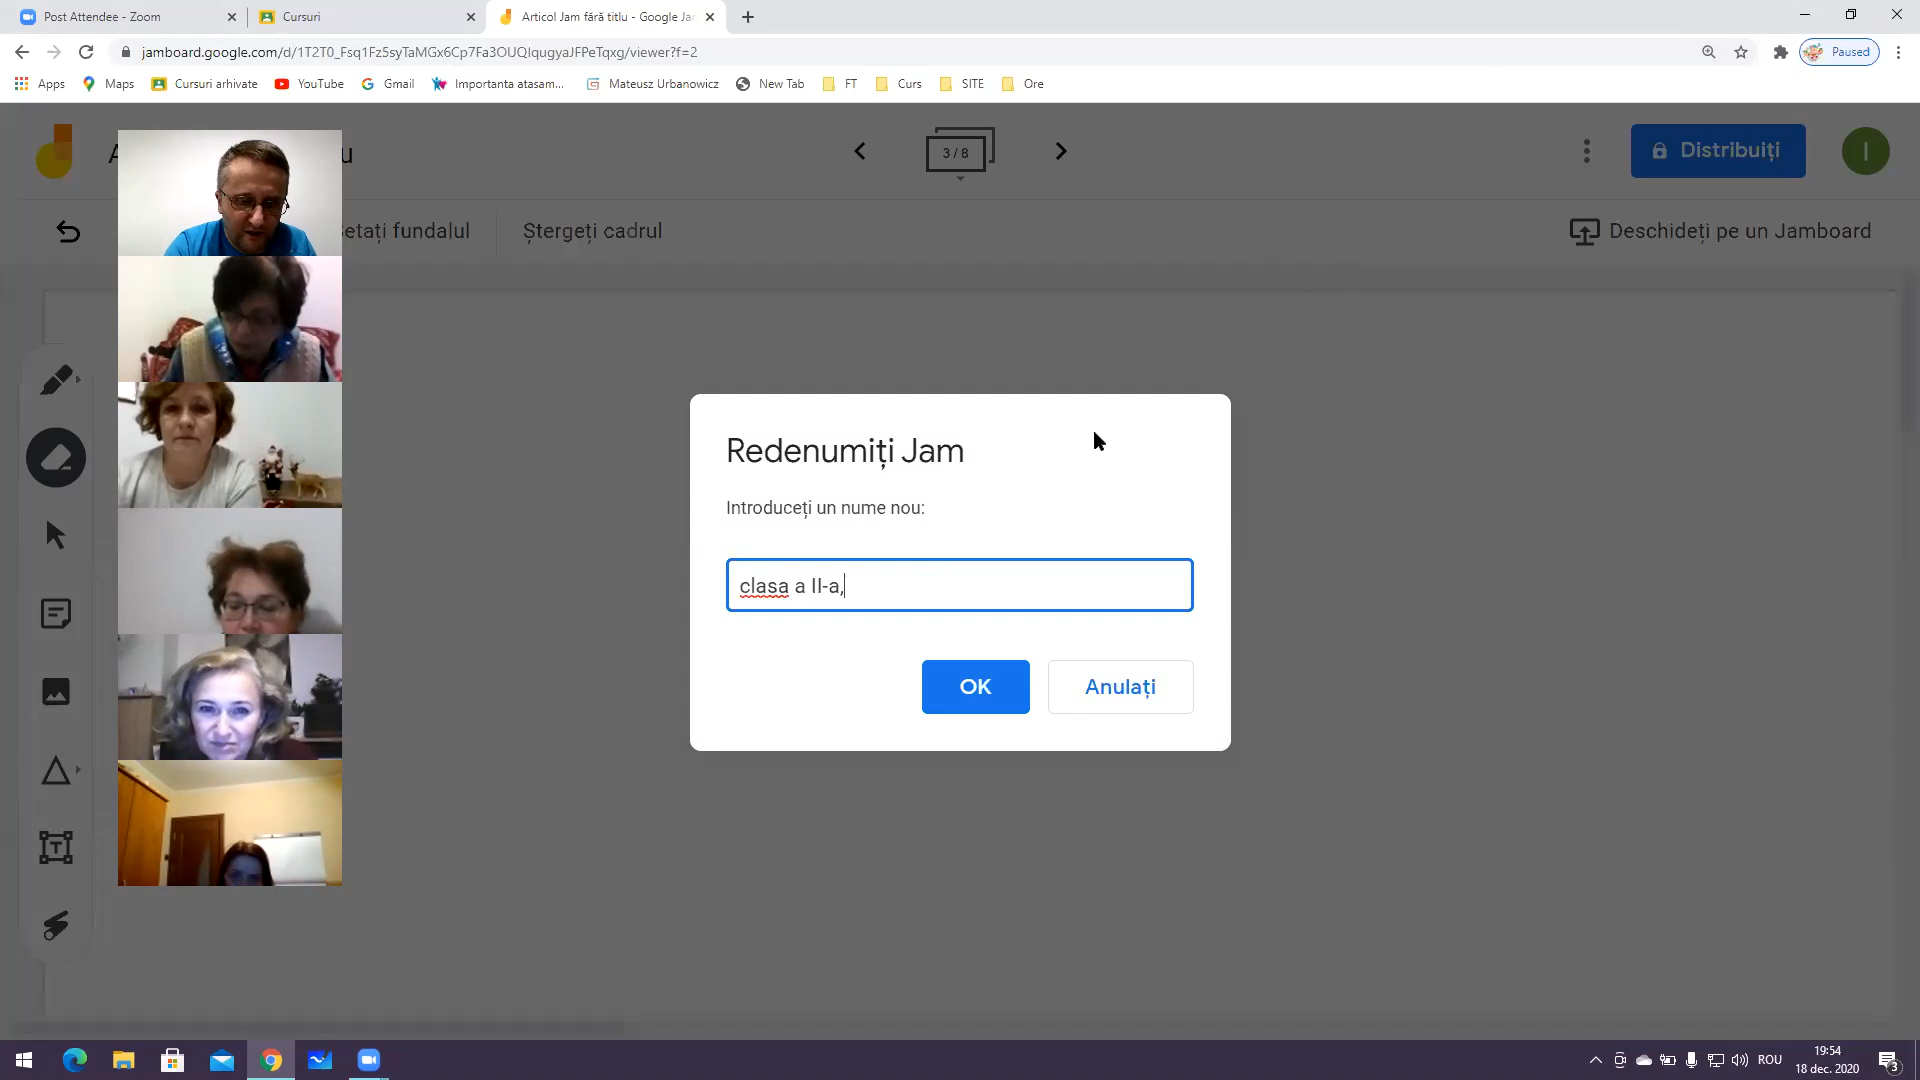 Post Attendee - Zoom
Cursuri
Articol Jam fără titlu - Google Jar
jamboard.google.com/d/1T2T0_Fsq1Fz5syTaMGx6Cp7Fa3OUQIqugyaJFPeTqxg/viewer?f=2
Paused
Apps
Maps
Cursuri arhivate
YouTube
Gmail
Importanta atasam...
Mateusz Urbanowicz
New Tab
FT
Curs
SITE
Ore
3 / 8
Distribuiți
I
etați fundalul
Ștergeți cadrul
Deschideți pe un Jamboard
Redenumiți Jam
Introduceți un nume nou:
clasa a II-a,
OK
Anulați
ROU
19:54
18 dec. 2020
3